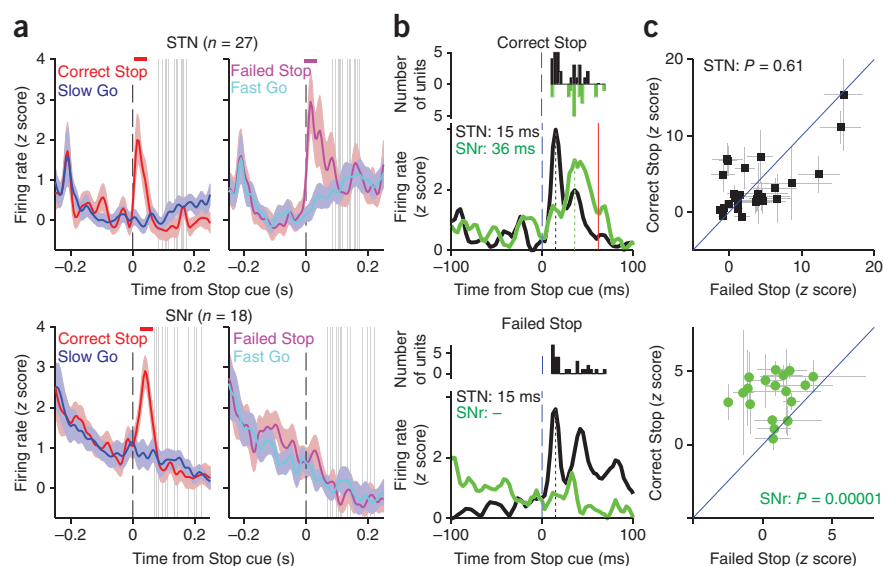 a
STN (n = 27)
Firing rate (z score)
4
3
2
1
0
Correct Stop
Slow Go
Failed Stop
Fast Go
−0.2
0
0.2
−0.2
0
0.2
Time from Stop cue (s)
SNr (n = 18)
Firing rate (z score)
4
3
2
1
0
Correct Stop
Slow Go
Failed Stop
Fast Go
−0.2
0
0.2
−0.2
0
0.2
Time from Stop cue (s)
b
Correct Stop
Number
of units
5
0
STN: 15 ms
SNr: 36 ms
Firing rate
(z score)
2
0
−100
0
100
Time from Stop cue (ms)
Failed Stop
Number
of units
5
0
STN: 15 ms
SNr: –
Firing rate
(z score)
4
2
0
−100
0
100
Time from Stop cue (ms)
c
STN: P = 0.61
Correct Stop (z score)
20
10
0
0
10
20
Failed Stop (z score)
Correct Stop (z score)
5
0
SNr: P = 0.00001
0
5
Failed Stop (z score)